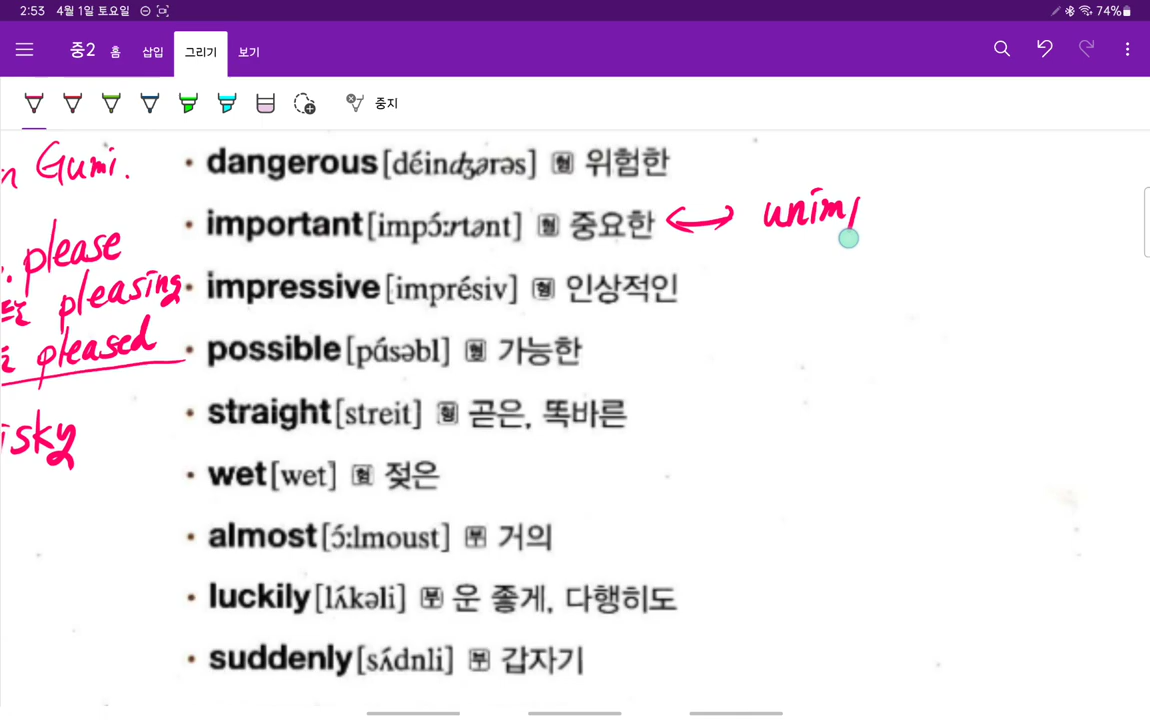 2:53 4월 1일 토요일 74%
중2 홈 삽입 그리기 보기
중지
n Gumi.
please
pleasing
pleased
isky
• dangerous[déindʒərəs] 형 위험한
• important[impɔ́ːrtənt] 형 중요한 ↔ unimp
• impressive[imprésiv] 형 인상적인
• possible[pɑ́səbl] 형 가능한
• straight[streit] 형 곧은, 똑바른
• wet[wet] 형 젖은
• almost[ɔ́ːlmoust] 부 거의
• luckily[lʌ́kəli] 부 운 좋게, 다행히도
• suddenly[sʌ́dnli] 부 갑자기